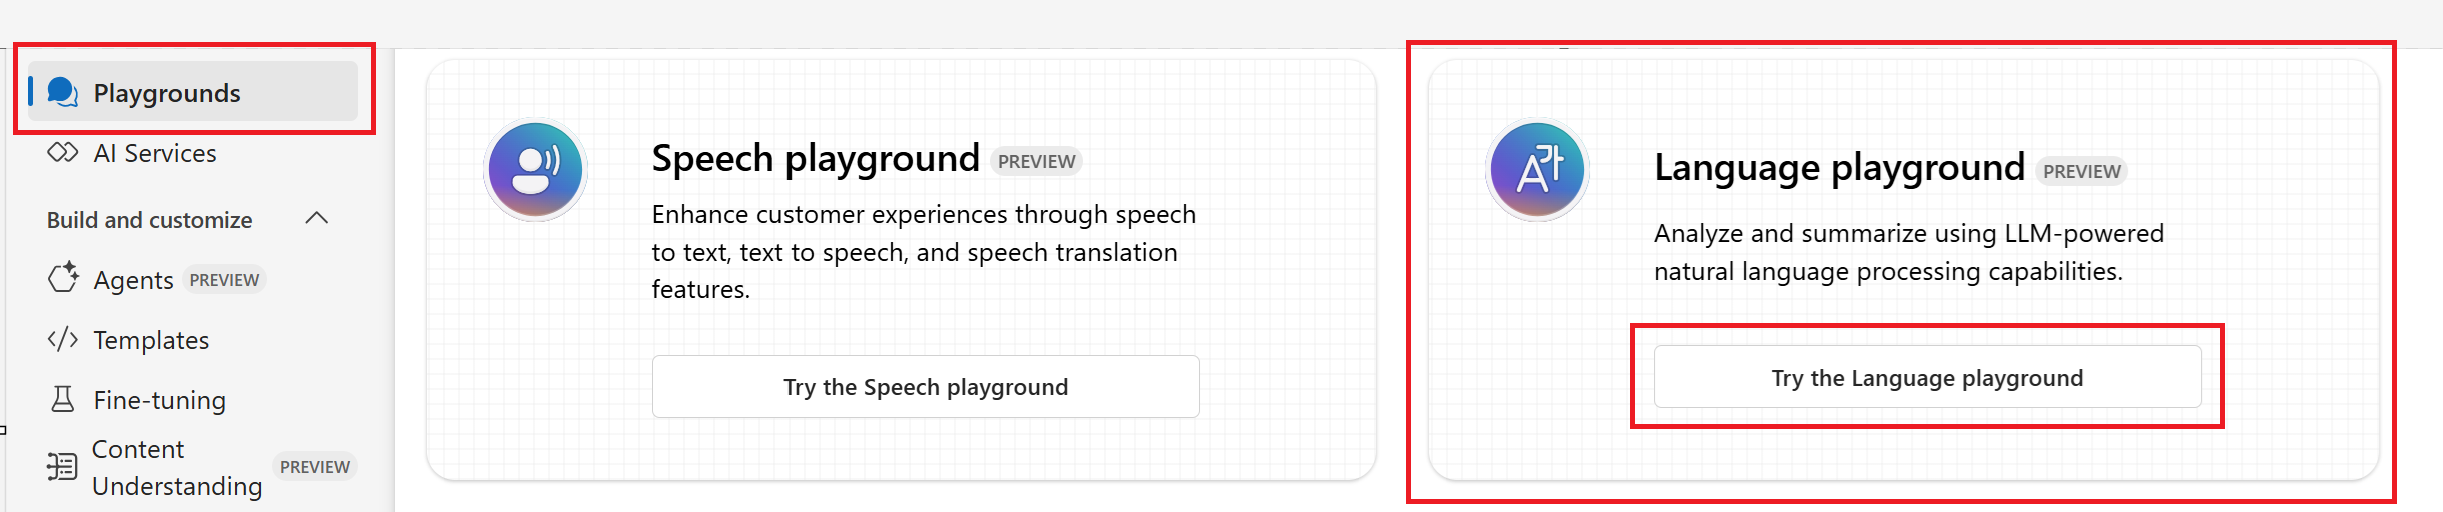 Playgrounds
AI Services
Build and customize
Agents PREVIEW
Templates
Fine-tuning
Content
Understanding PREVIEW
Speech playground PREVIEW
Enhance customer experiences through speech
to text, text to speech, and speech translation
features.
Try the Speech playground
Language playground PREVIEW
Analyze and summarize using LLM-powered
natural language processing capabilities.
Try the Language playground